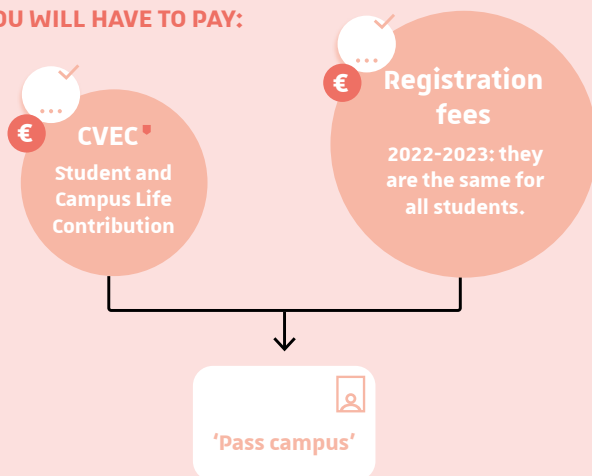 OU WILL HAVE TO PAY:
€
CVEC
Student and
Campus Life
Contribution
€
Registration
fees
2022-2023: they
are the same for
all students.
‘Pass campus’